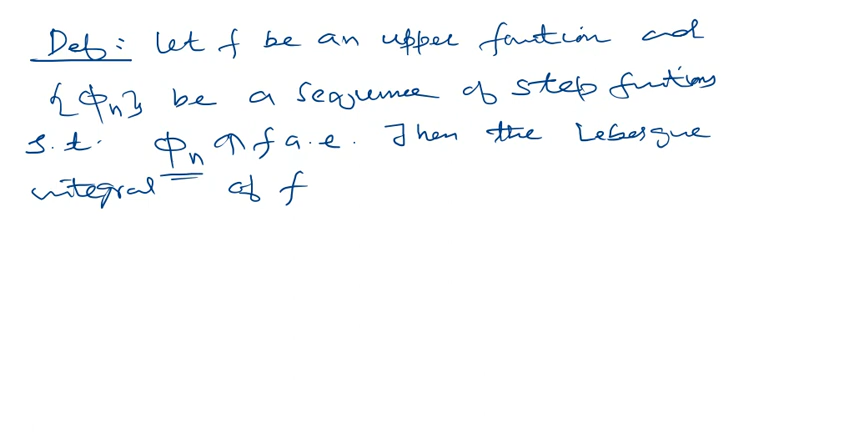 Def: Let f be an upper function and
{φn} be a sequence of step functions
s.t. φn ↑ f a.e. Then the Lebesgue
integral of f